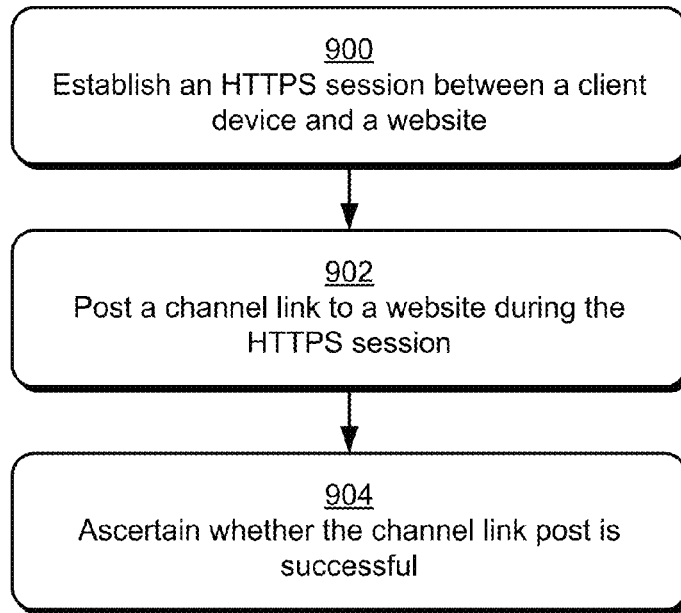 900
Establish an HTTPS session between a client
device and a website
902
Post a channel link to a website during the
HTTPS session
904
Ascertain whether the channel link post is
successful